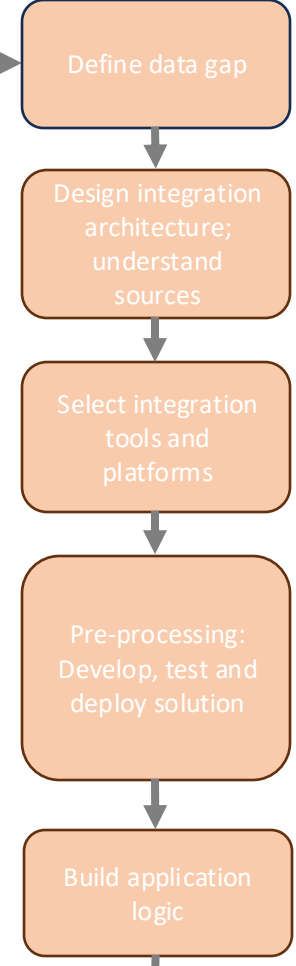 Define data gap
Design integration
architecture;
understand
sources
Select integration
tools and
platforms
Pre-processing:
Develop, test and
deploy solution
Build application
logic